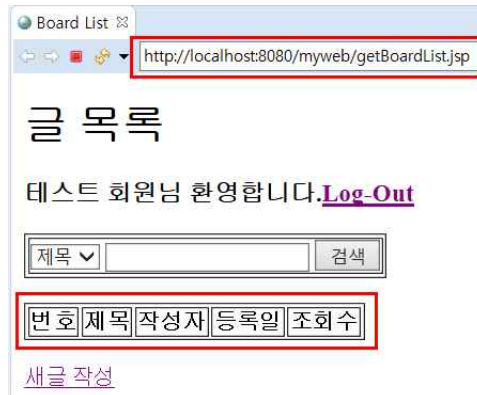 Board List
http://localhost:8080/myweb/getBoardList.jsp
글 목록
테스트 회원님 환영합니다.Log-Out
제목 검색
번호 제목 작성자 등록일 조회수
새글 작성